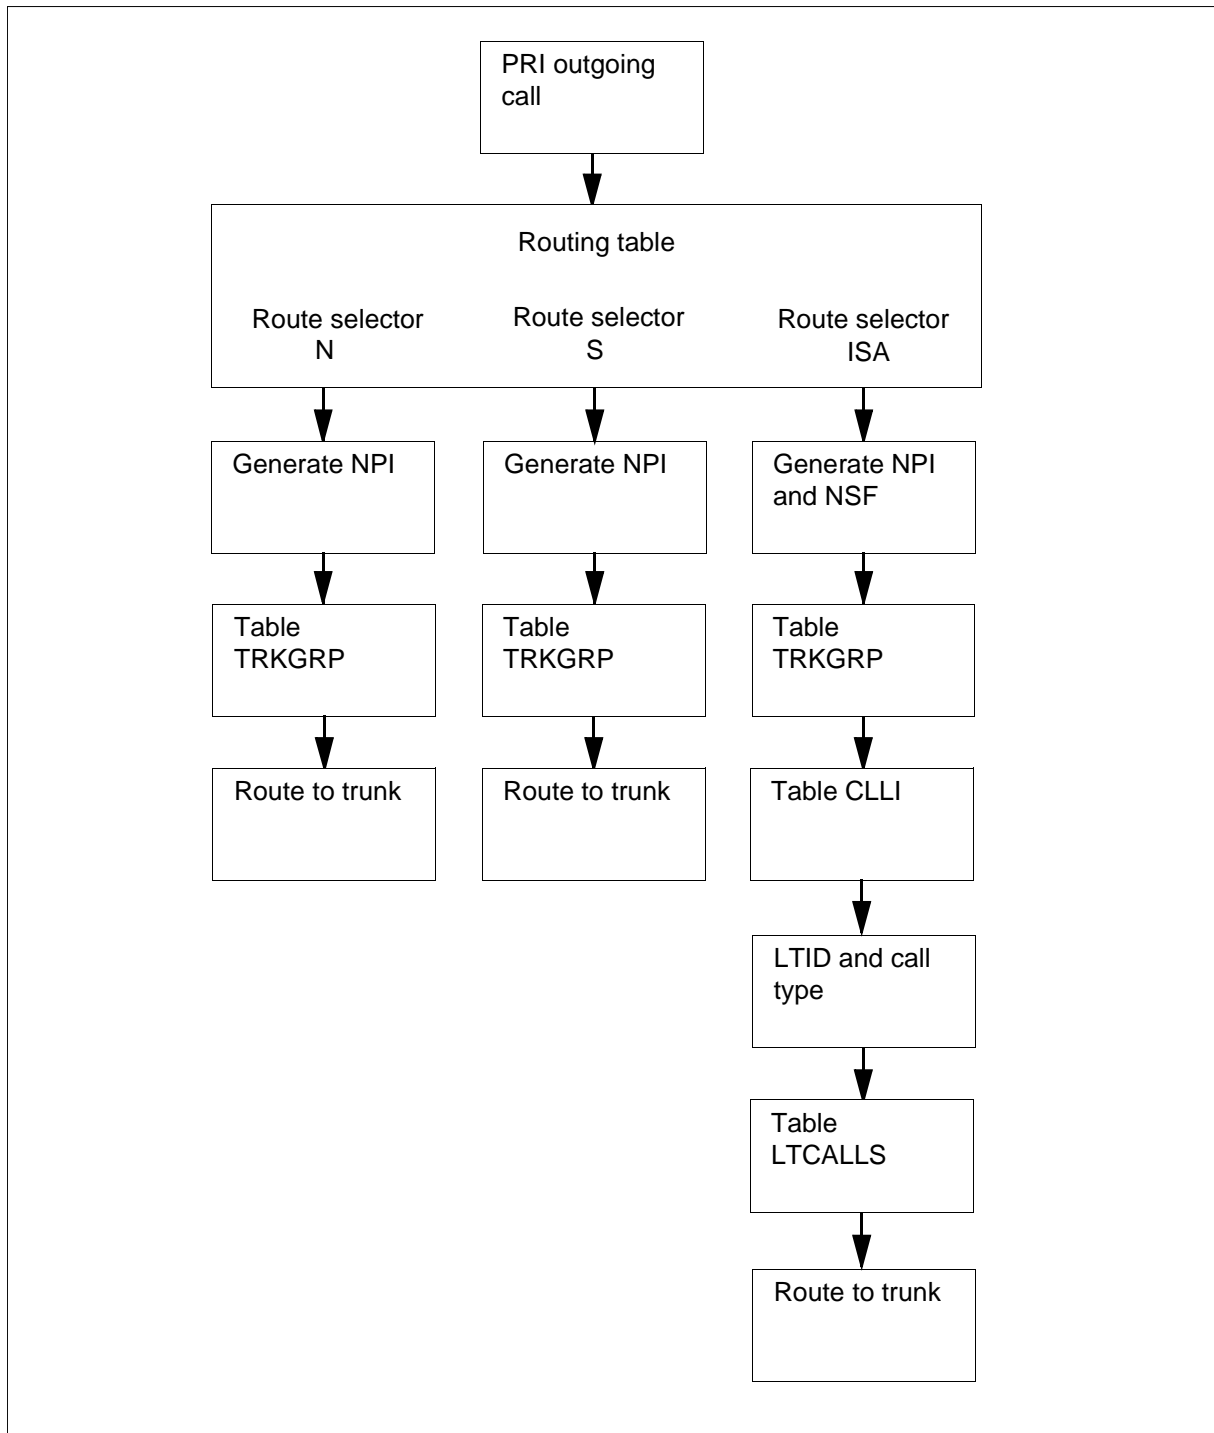 PRI outgoing
call
Routing table
Route selector
N
Route selector
S
Route selector
ISA
Generate NPI
Generate NPI
Generate NPI
and NSF
Table
TRKGRP
Table
TRKGRP
Table
TRKGRP
Route to trunk
Route to trunk
Table CLLI
LTID and call
type
Table
LTCALLS
Route to trunk